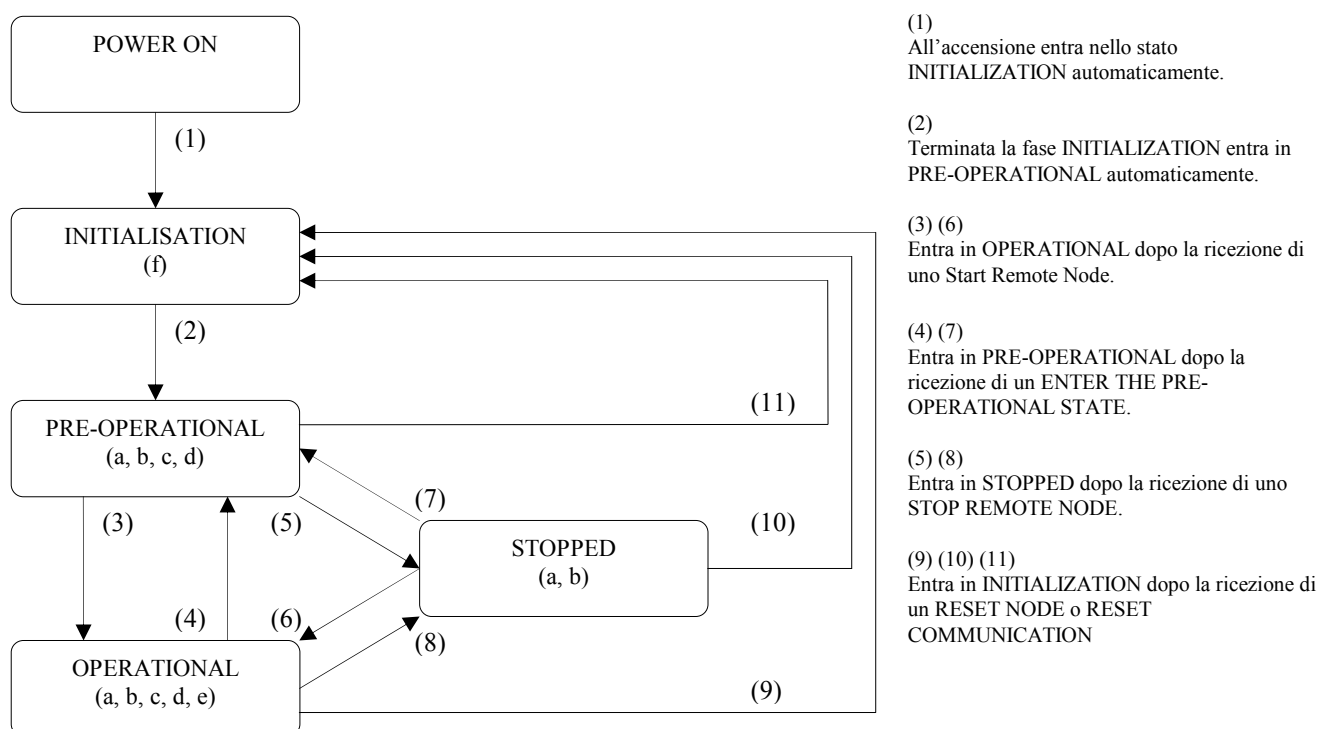 POWER ON
(1)
INITIALISATION
(f)
(2)
PRE-OPERATIONAL
(a, b, c, d)
(11)
(3)
(5)
(7)
(10)
STOPPED
(a, b)
(4)
(6)
(8)
OPERATIONAL
(a, b, c, d, e)
(9)
(1)
All’accensione entra nello stato
INITIALIZATION automaticamente.
(2)
Terminata la fase INITIALIZATION entra in
PRE-OPERATIONAL automaticamente.
(3) (6)
Entra in OPERATIONAL dopo la ricezione di
uno Start Remote Node.
(4) (7)
Entra in PRE-OPERATIONAL dopo la
ricezione di un ENTER THE PRE-
OPERATIONAL STATE.
(5) (8)
Entra in STOPPED dopo la ricezione di uno
STOP REMOTE NODE.
(9) (10) (11)
Entra in INITIALIZATION dopo la ricezione di
un RESET NODE o RESET
COMMUNICATION